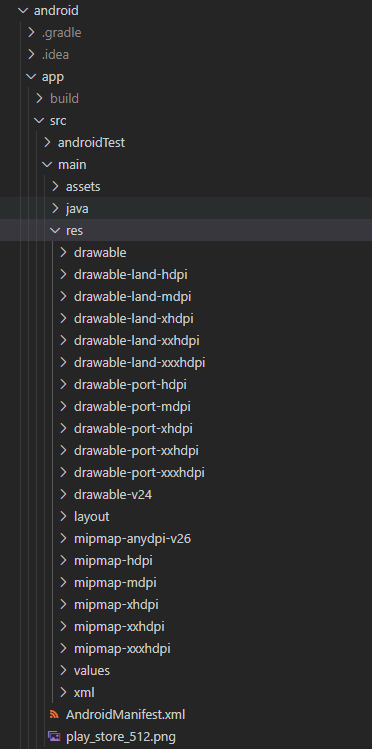 android
.gradle
.idea
app
build
src
androidTest
main
assets
java
res
drawable
drawable-land-hdpi
drawable-land-mdpi
drawable-land-xhdpi
drawable-land-xxhdpi
drawable-land-xxxhdpi
drawable-port-hdpi
drawable-port-mdpi
drawable-port-xhdpi
drawable-port-xxhdpi
drawable-port-xxxhdpi
drawable-v24
layout
mipmap-anydpi-v26
mipmap-hdpi
mipmap-mdpi
mipmap-xhdpi
mipmap-xxhdpi
mipmap-xxxhdpi
values
xml
AndroidManifest.xml
play_store_512.png